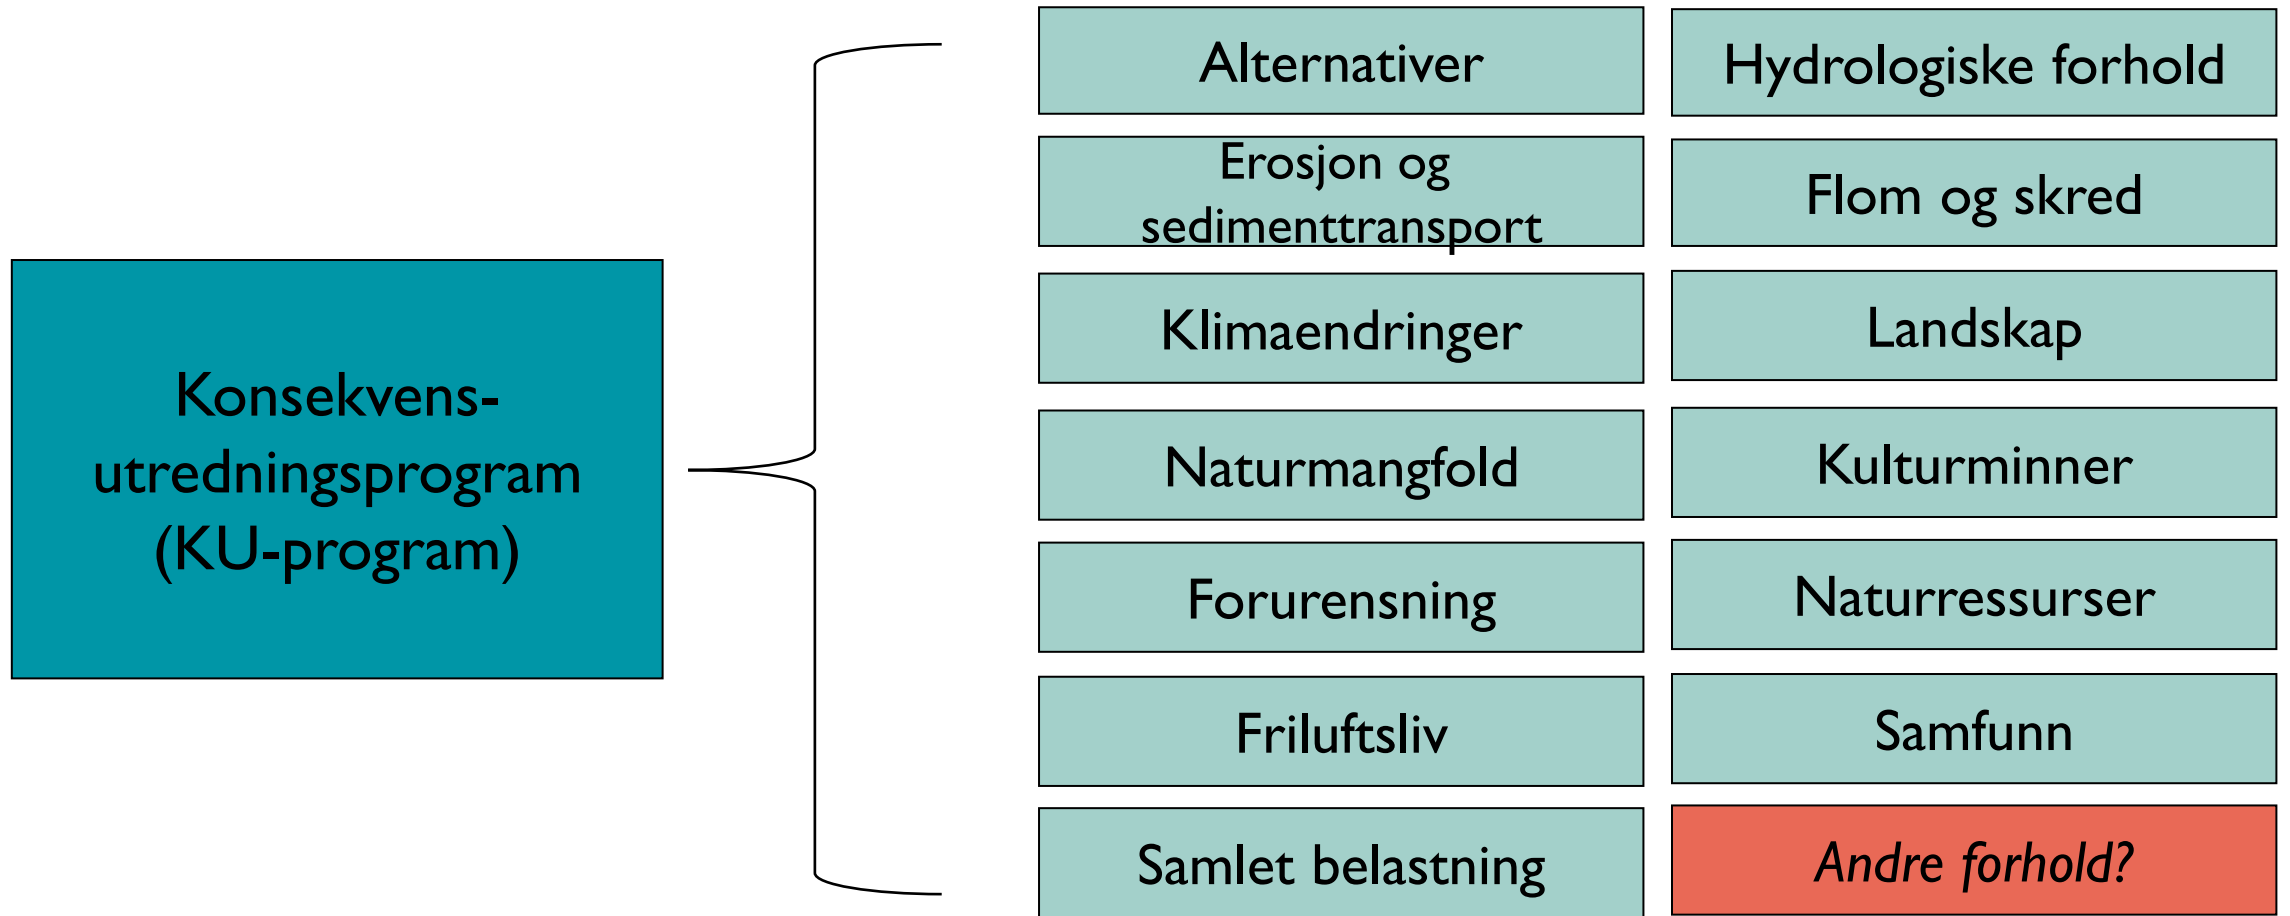 Konsekvens-
utredningsprogram
(KU-program)
Alternativer
Hydrologiske forhold
Erosjon og
sedimenttransport
Flom og skred
Klimaendringer
Landskap
Naturmangfold
Kulturminner
Forurensning
Naturressurser
Friluftsliv
Samfunn
Samlet belastning
Andre forhold?